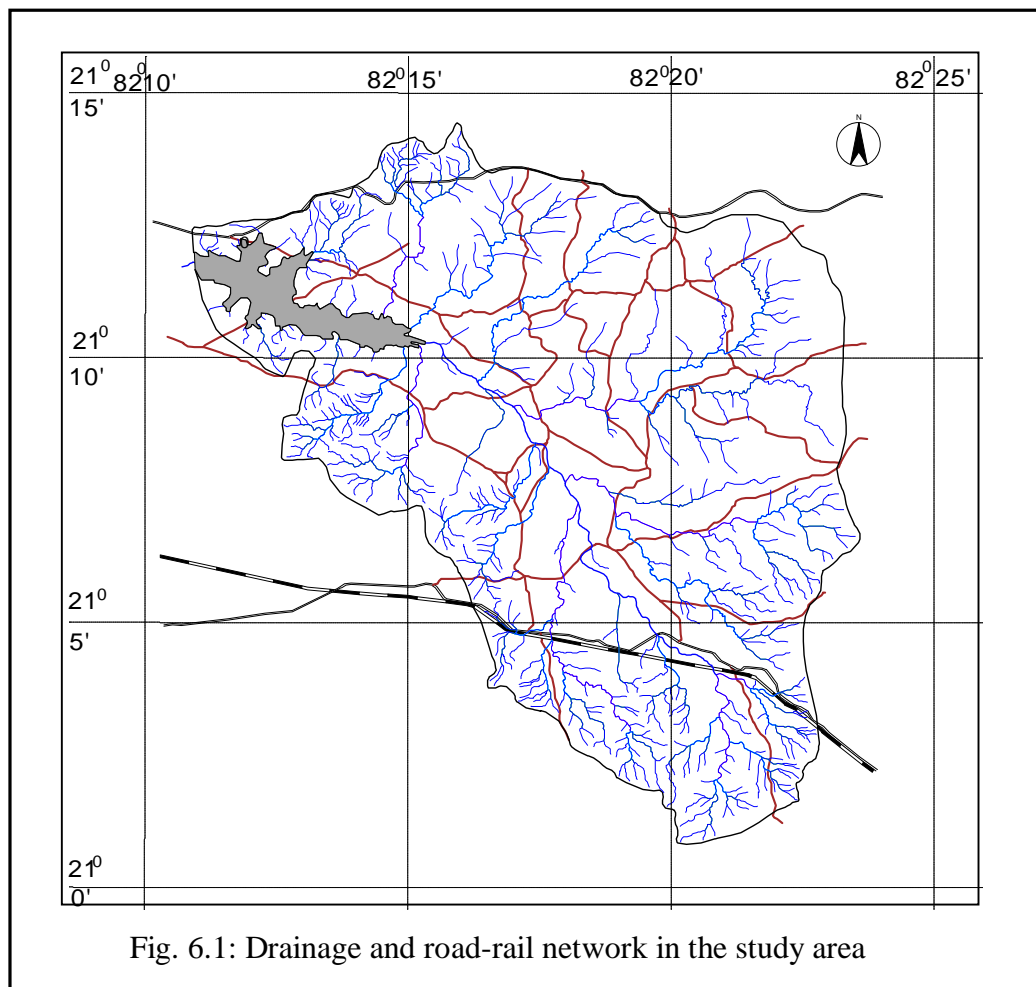 21⁰ 82⁰10' 82⁰15' 82⁰20' 82⁰25'
15'
N
21⁰
10'
21⁰
5'
21⁰
0'
Fig. 6.1: Drainage and road-rail network in the study area